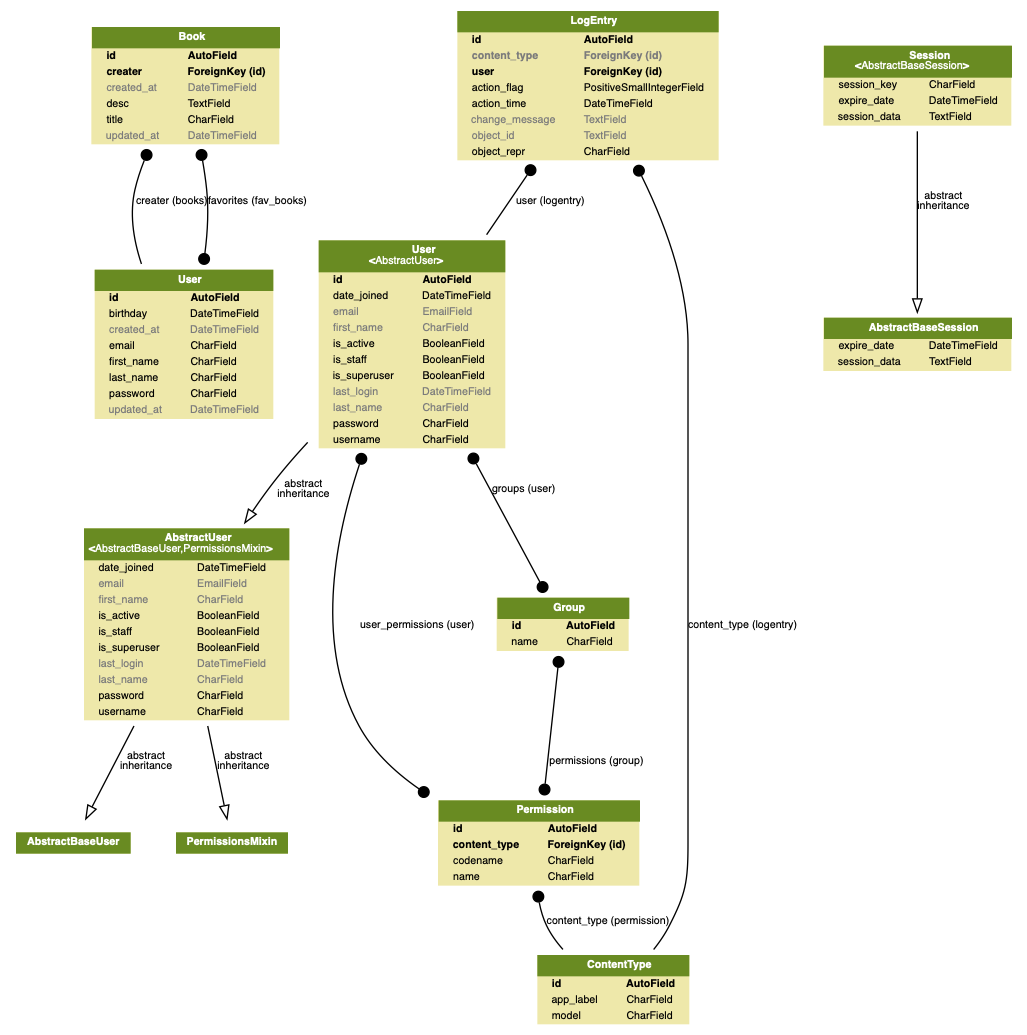 Book
id AutoField
creater ForeignKey (id)
created_at DateTimeField
desc TextField
title CharField
updated_at DateTimeField
creater (books)
favorites (fav_books)
User
id AutoField
birthday DateTimeField
created_at DateTimeField
email CharField
first_name CharField
last_name CharField
password CharField
updated_at DateTimeField
LogEntry
id AutoField
content_type ForeignKey (id)
user ForeignKey (id)
action_flag PositiveSmallIntegerField
action_time DateTimeField
change_message TextField
object_id TextField
object_repr CharField
user (logentry)
Session
<AbstractBaseSession>
session_key CharField
expire_date DateTimeField
session_data TextField
abstract
inheritance
AbstractBaseSession
expire_date DateTimeField
session_data TextField
User
<AbstractUser>
id AutoField
date_joined DateTimeField
email EmailField
first_name CharField
is_active BooleanField
is_staff BooleanField
is_superuser BooleanField
last_login DateTimeField
last_name CharField
password CharField
username CharField
abstract
inheritance
groups (user)
AbstractUser
<AbstractBaseUser,PermissionsMixin>
date_joined DateTimeField
email EmailField
first_name CharField
is_active BooleanField
is_staff BooleanField
is_superuser BooleanField
last_login DateTimeField
last_name CharField
password CharField
username CharField
user_permissions (user)
Group
id AutoField
name CharField
content_type (logentry)
abstract
inheritance
abstract
inheritance
permissions (group)
AbstractBaseUser
PermissionsMixin
Permission
id AutoField
content_type ForeignKey (id)
codename CharField
name CharField
content_type (permission)
ContentType
id AutoField
app_label CharField
model CharField